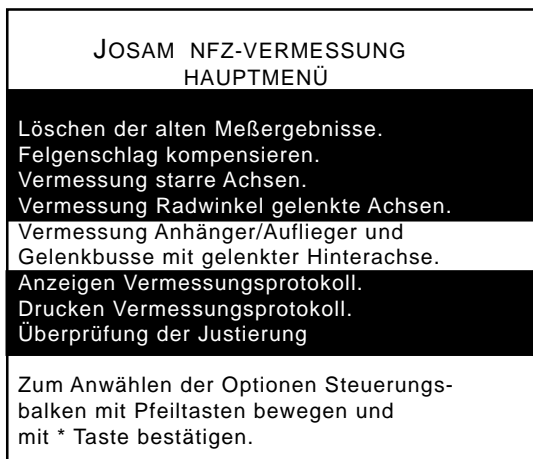 JOSAM NFZ-VERMESSUNG
HAUPTMENÜ
Löschen der alten Meßergebnisse.
Felgenschlag kompensieren.
Vermessung starre Achsen.
Vermessung Radwinkel gelenkte Achsen.
Vermessung Anhänger/Auflieger und
Gelenkbusse mit gelenkter Hinterachse.
Anzeigen Vermessungsprotokoll.
Drucken Vermessungsprotokoll.
Überprüfung der Justierung
Zum Anwählen der Optionen Steuerungs-
balken mit Pfeiltasten bewegen und
mit * Taste bestätigen.